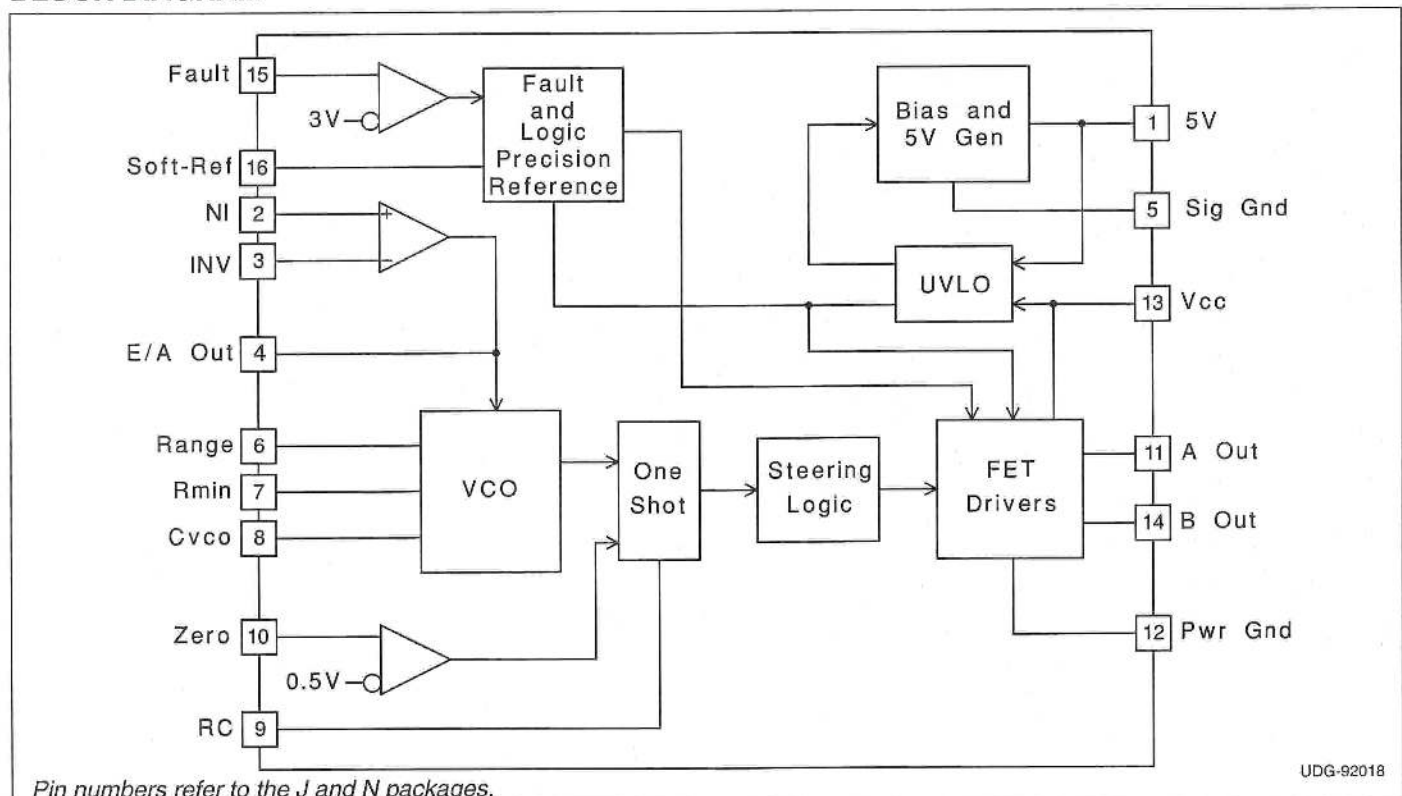 Fault 15
3V
Fault
and
Logic
Precision
Reference
Bias and
5V Gen
1 5V
Soft-Ref 16
NI 2
+
INV 3
−
5 Sig Gnd
UVLO
13 Vcc
E/A Out 4
Range 6
Rmin 7
Cvco 8
VCO
One
Shot
Steering
Logic
FET
Drivers
11 A Out
14 B Out
Zero 10
0.5V
12 Pwr Gnd
RC 9
UDG-92018
Pin numbers refer to the J and N packages.